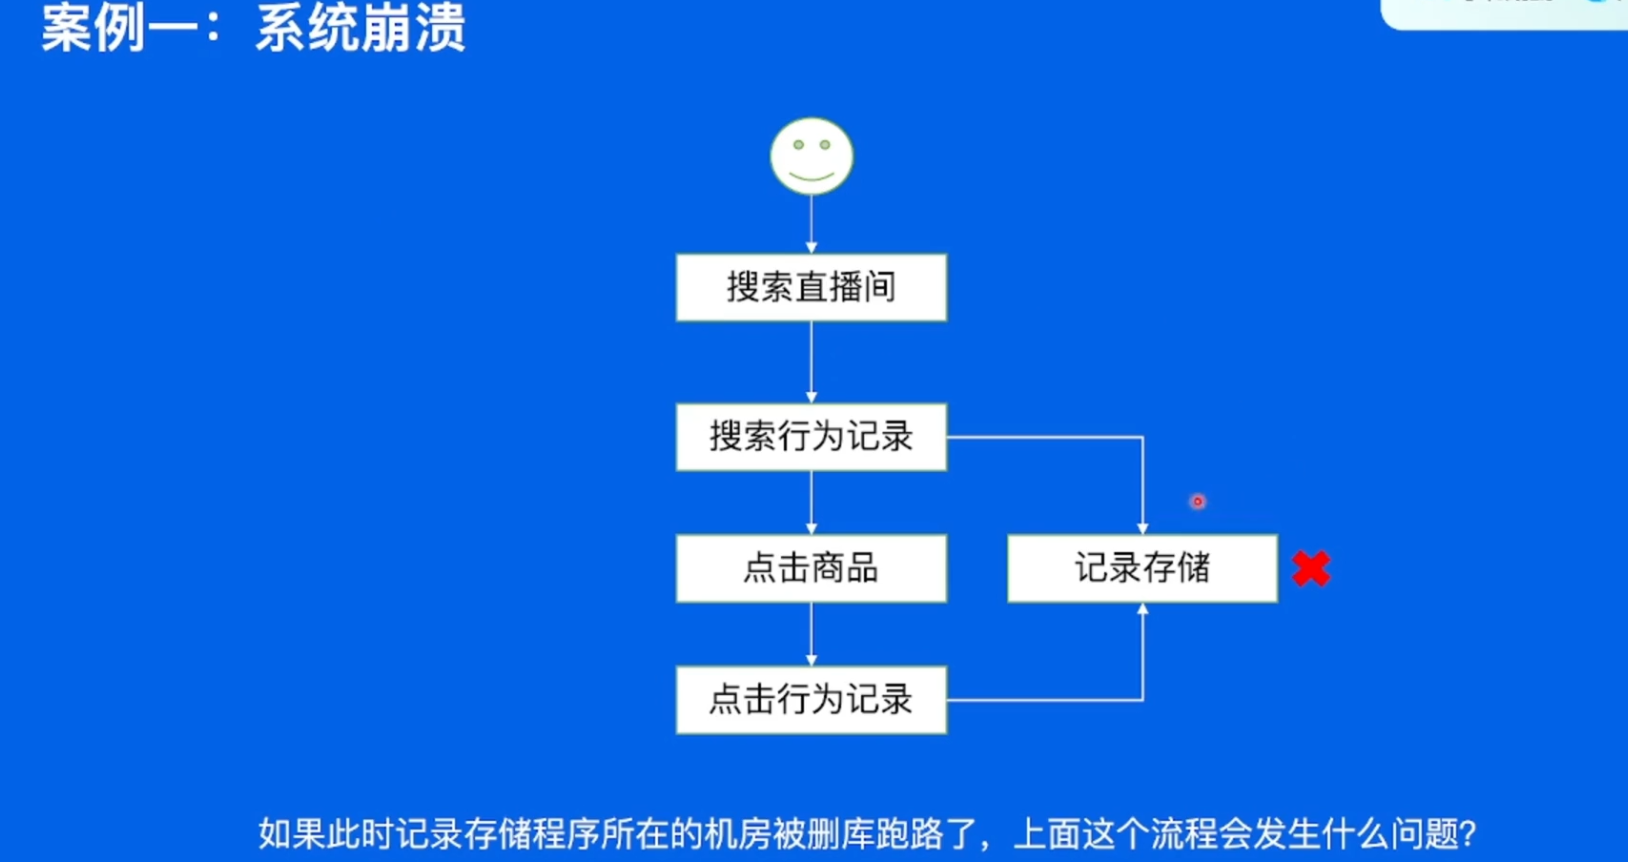 案例一：系统崩溃
搜索直播间
搜索行为记录
点击商品
记录存储
点击行为记录
如果此时记录存储程序所在的机房被删库跑路了，上面这个流程会发生什么问题？